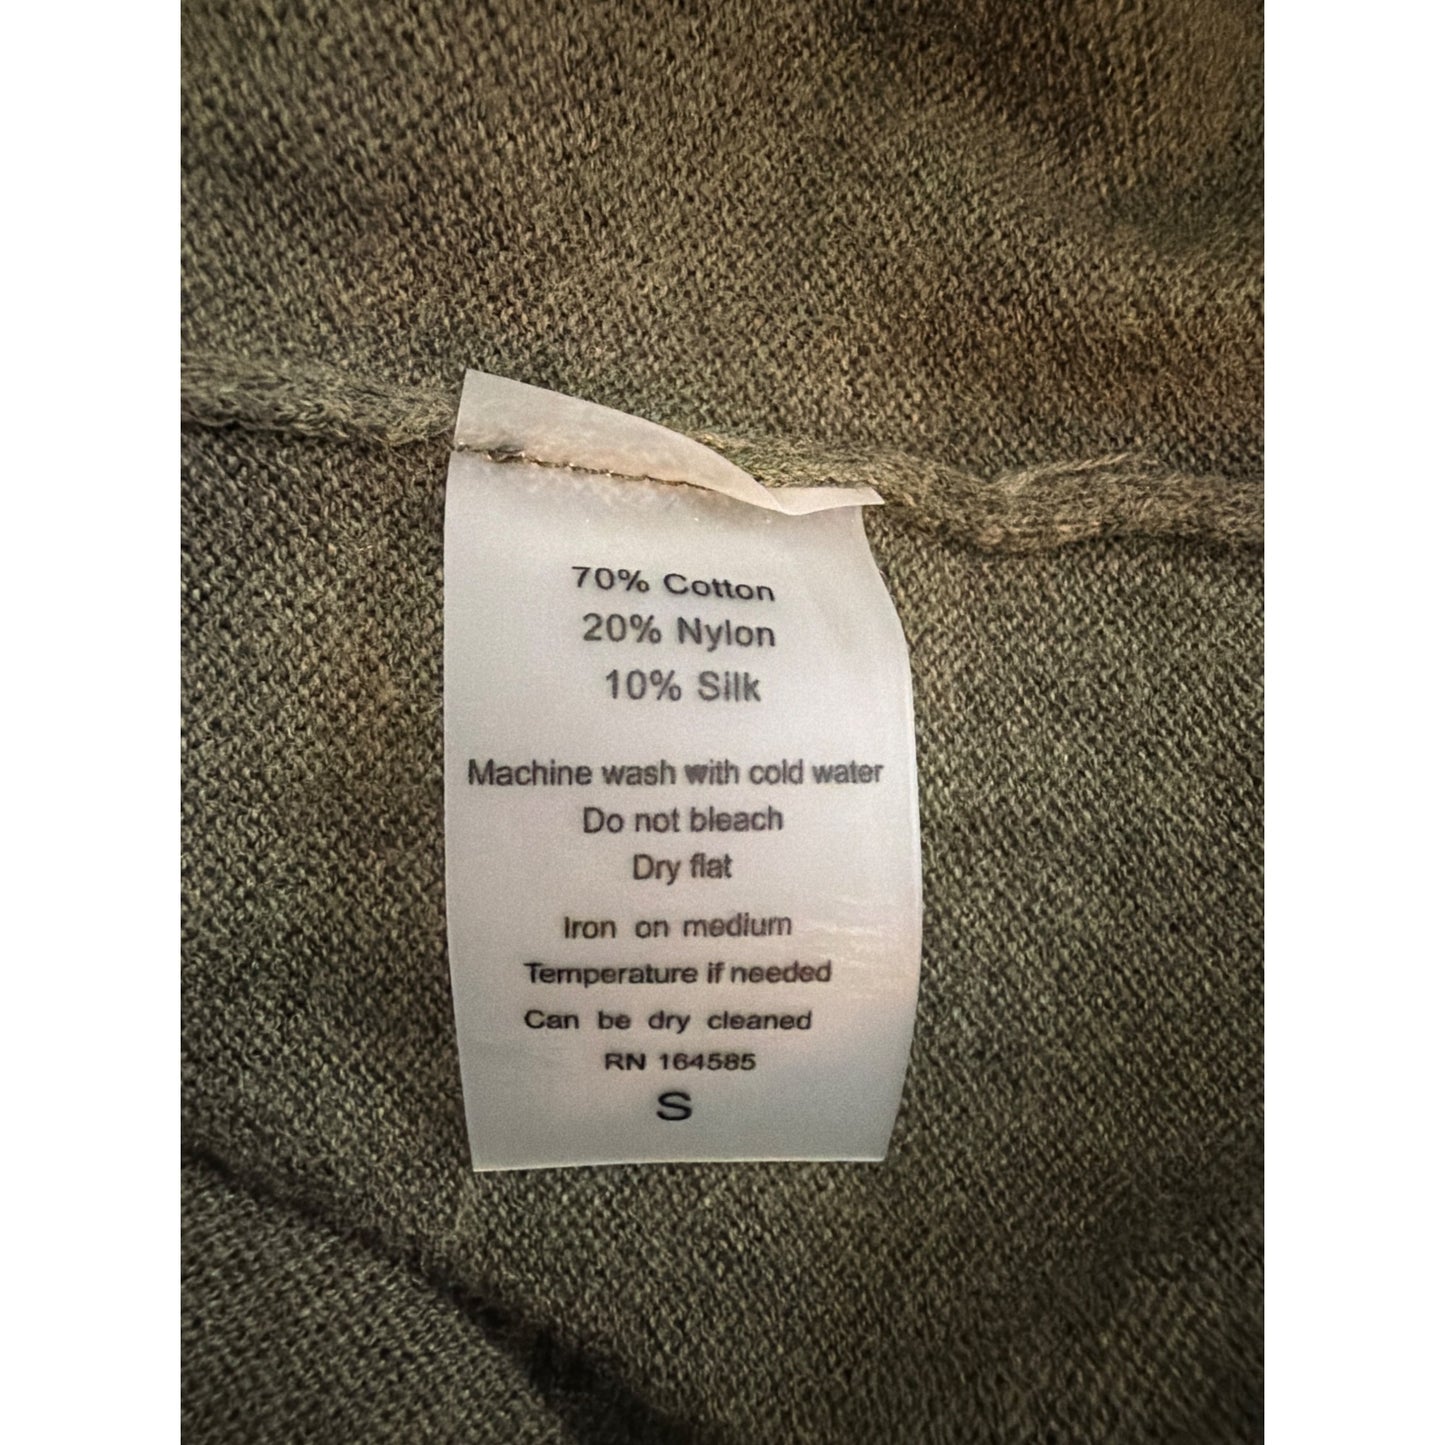 70% Cotton
20% Nylon
10% Silk
Machine wash with cold water
Do not bleach
Dry flat
Iron on medium
Temperature if needed
Can be dry cleaned
RN 164585
S